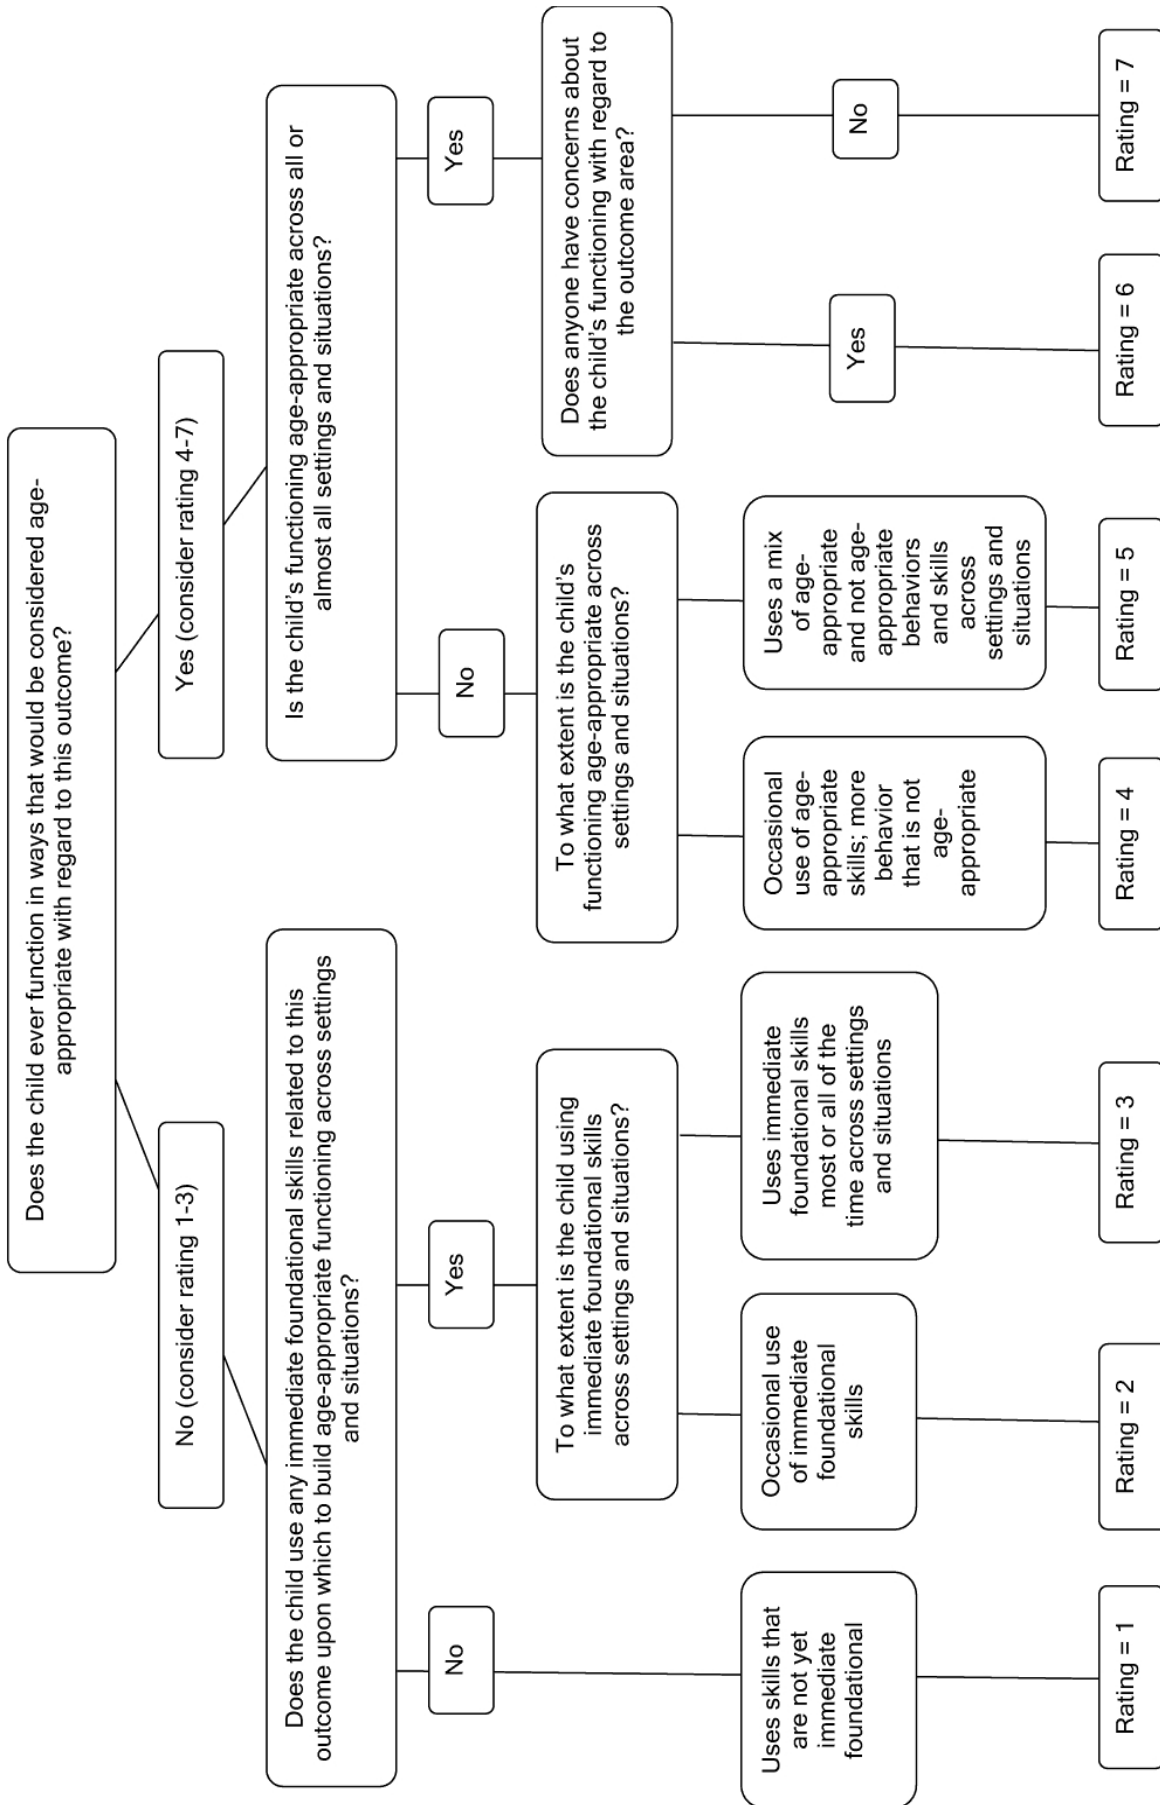 Does the child ever function in ways that would be considered age-
appropriate with regard to this outcome?
No (consider rating 1-3)
Yes (consider rating 4-7)
Does the child use any immediate foundational skills related to this
outcome upon which to build age-appropriate functioning across settings
and situations?
Is the child’s functioning age-appropriate across all or
almost all settings and situations?
No
Yes
No
Yes
To what extent is the child using
immediate foundational skills
across settings and situations?
To what extent is the child’s
functioning age-appropriate across
settings and situations?
Does anyone have concerns about
the child’s functioning with regard to
the outcome area?
Uses skills that
are not yet
immediate
foundational
Occasional use
of immediate
foundational
skills
Uses immediate
foundational skills
most or all of the
time across settings
and situations
Occasional
use of age-
appropriate
skills; more
behavior
that is not
age-
appropriate
Uses a mix
of age-
appropriate
and not age-
appropriate
behaviors
and skills
across
settings and
situations
Yes
No
Rating = 1
Rating = 2
Rating = 3
Rating = 4
Rating = 5
Rating = 6
Rating = 7